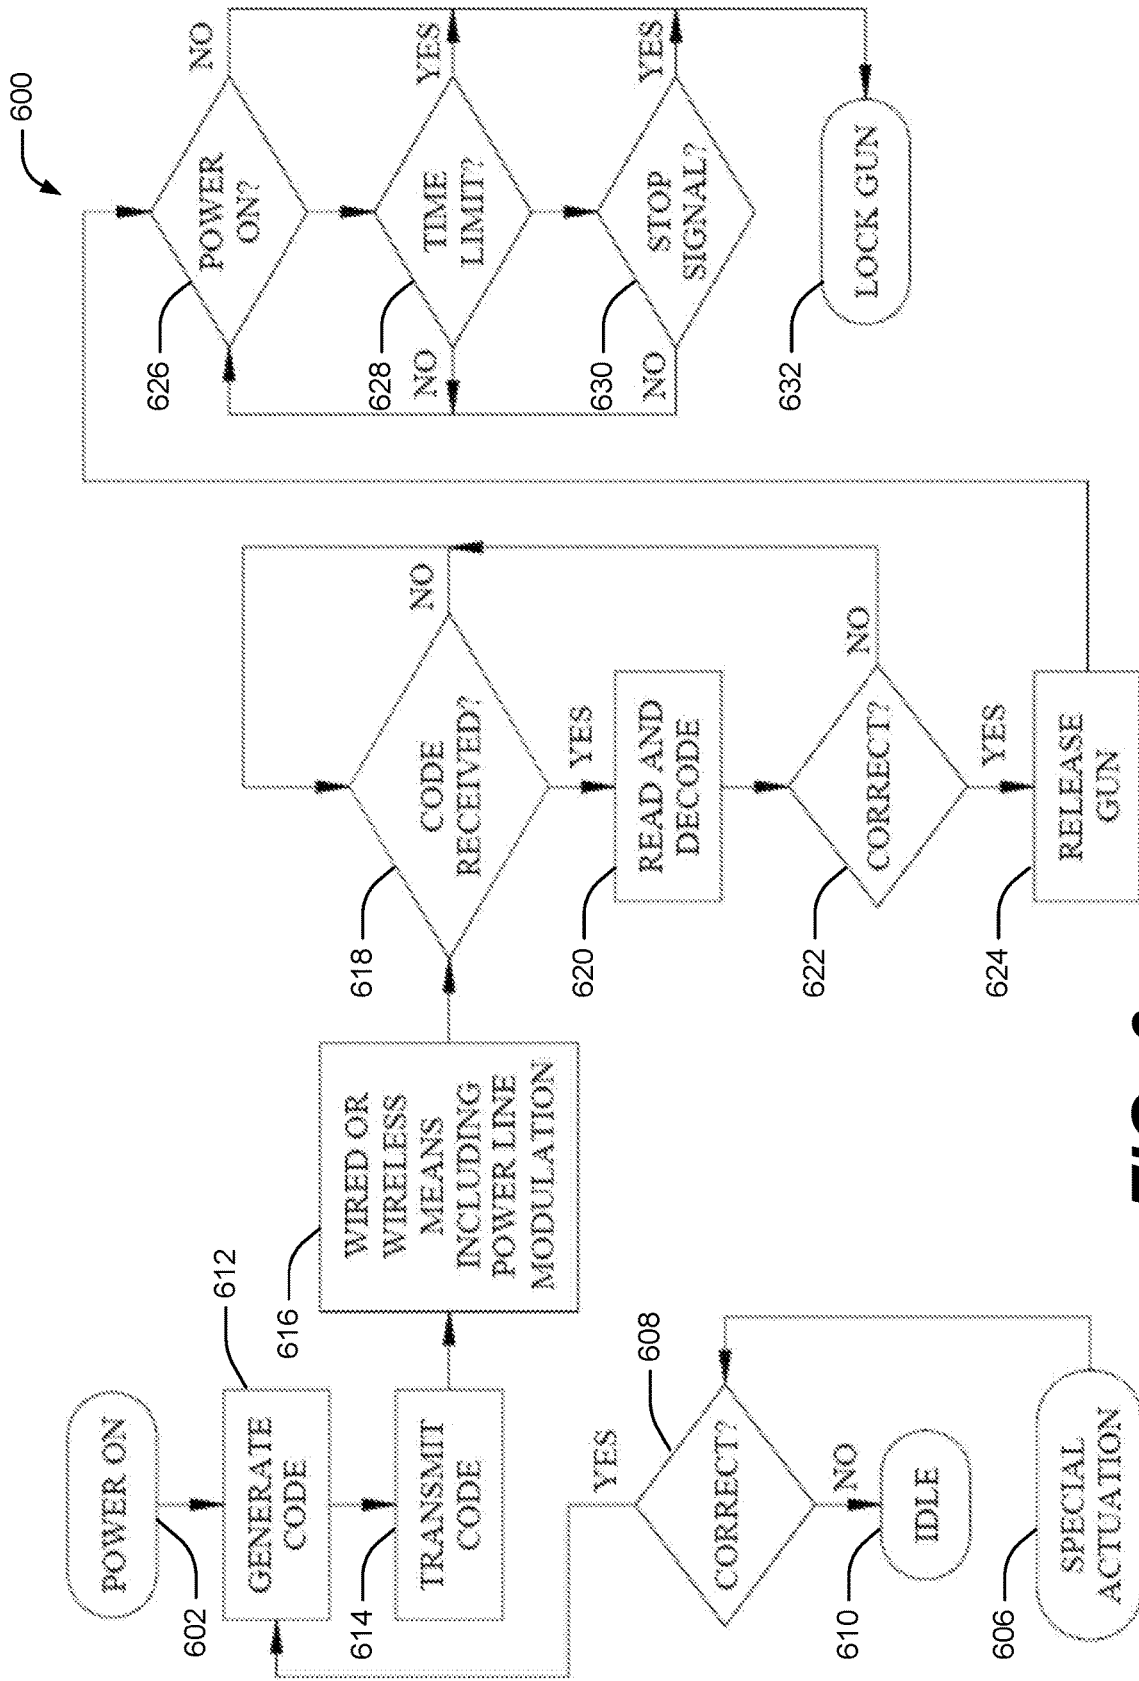 600
POWER ON
602
GENERATE
CODE
612
TRANSMIT
CODE
614
WIRED OR
WIRELESS
MEANS
INCLUDING
POWER LINE
MODULATION
616
YES
CORRECT?
608
NO
IDLE
610
SPECIAL
ACTUATION
606
CODE
RECEIVED?
618
NO
YES
READ AND
DECODE
620
CORRECT?
622
NO
YES
RELEASE
GUN
624
POWER
ON?
626
NO
TIME
LIMIT?
628
YES
NO
STOP
SIGNAL?
630
YES
NO
LOCK GUN
632